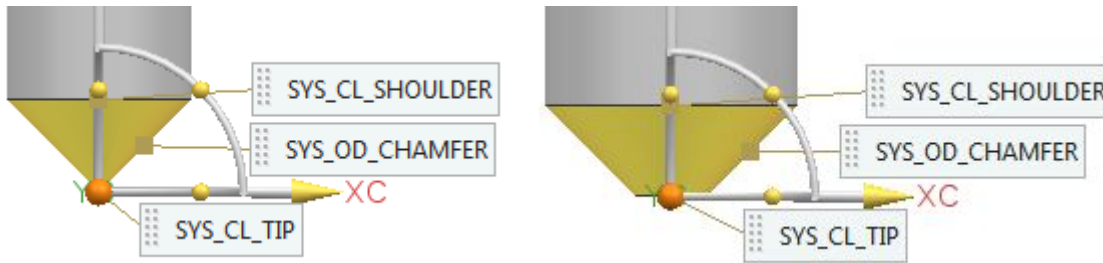 SYS_CL_SHOULDER
SYS_OD_CHAMFER
XC
Y
SYS_CL_TIP
SYS_CL_SHOULDER
SYS_OD_CHAMFER
XC
Y
SYS_CL_TIP